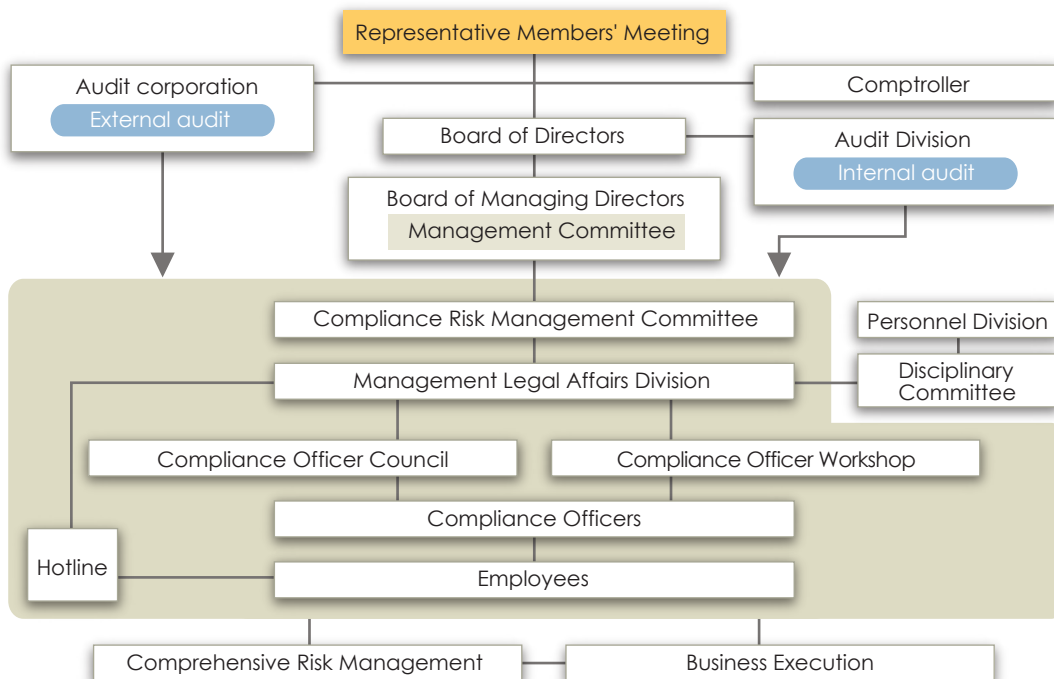 Representative Members' Meeting
Audit corporation
External audit
Comptroller
Board of Directors
Audit Division
Internal audit
Board of Managing Directors
Management Committee
Compliance Risk Management Committee
Personnel Division
Management Legal Affairs Division
Disciplinary
Committee
Compliance Officer Council
Compliance Officer Workshop
Compliance Officers
Hotline
Employees
Comprehensive Risk Management
Business Execution